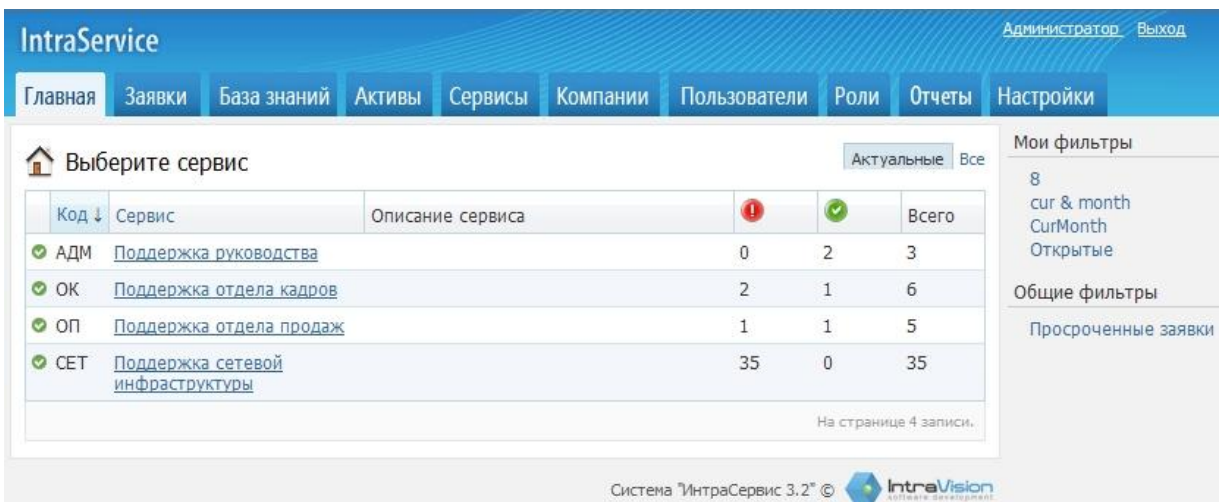 IntraService
Администратор Выход
Главная Заявки База знаний Активы Сервисы Компании Пользователи Роли Отчеты Настройки
Выберите сервис
Актуальные Все
Код ↓ Сервис Описание сервиса Всего
АДМ Поддержка руководства 0 2 3
ОК Поддержка отдела кадров 2 1 6
ОП Поддержка отдела продаж 1 1 5
СЕТ Поддержка сетевой 35 0 35
инфраструктуры
На странице 4 записи.
Мои фильтры
8
cur & month
CurMonth
Открытые
Общие фильтры
Просроченные заявки
Система "ИнтраСервис 3.2" © IntraVision
software development